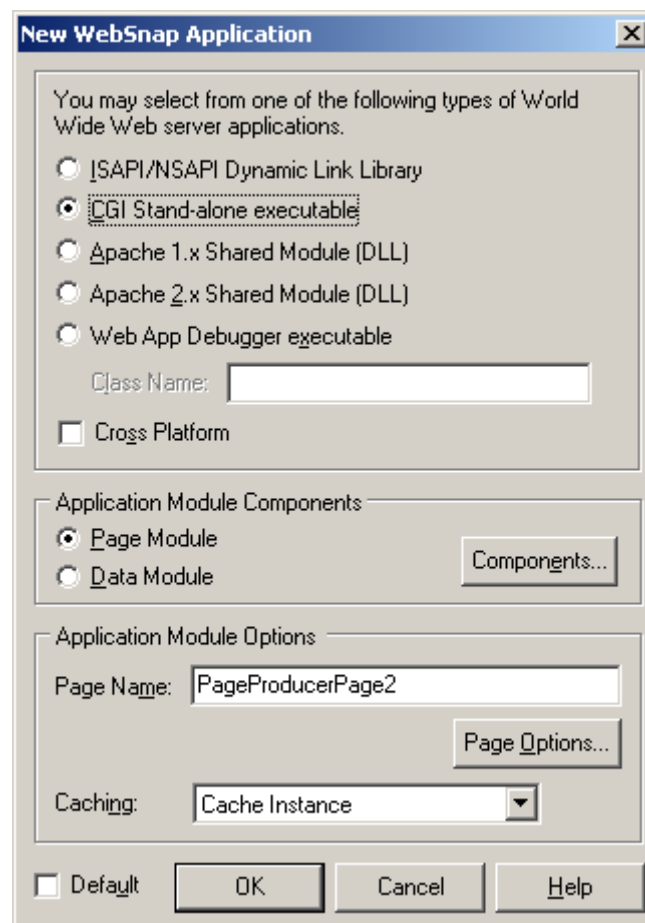 New WebSnap Application
You may select from one of the following types of World
Wide Web server applications.
ISAPI/NSAPI Dynamic Link Library
CGI Stand-alone executable
Apache 1.x Shared Module (DLL)
Apache 2.x Shared Module (DLL)
Web App Debugger executable
Class Name:
Cross Platform
Application Module Components
Page Module
Data Module
Components...
Application Module Options
Page Name: PageProducerPage2
Page Options...
Caching: Cache Instance
Default OK Cancel Help